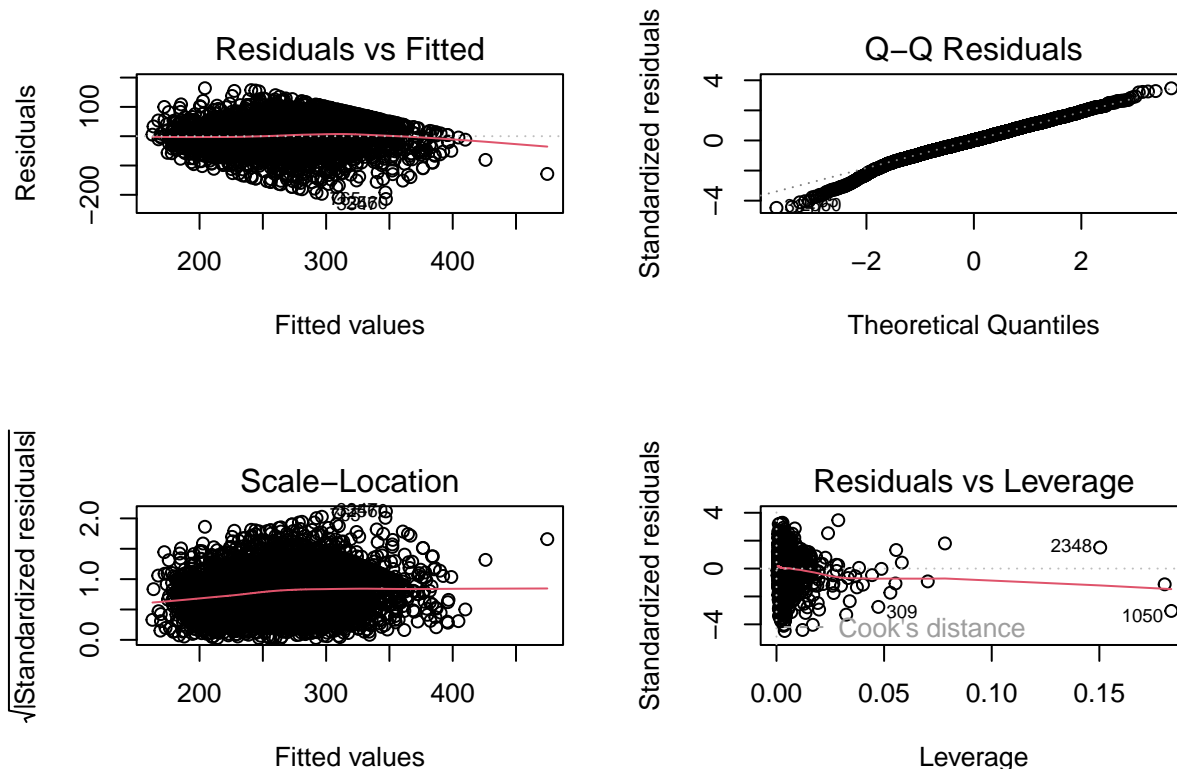 Residuals vs Fitted
Residuals
100
−200
200
300
400
Fitted values
Q−Q Residuals
Standardized residuals
4
0
−4
−2
0
2
Theoretical Quantiles
Scale−Location
√|Standardized residuals|
2.0
1.0
0.0
200
300
400
Fitted values
Residuals vs Leverage
Standardized residuals
4
0
−4
2348
309
1050
Cook's distance
0.00
0.05
0.10
0.15
Leverage